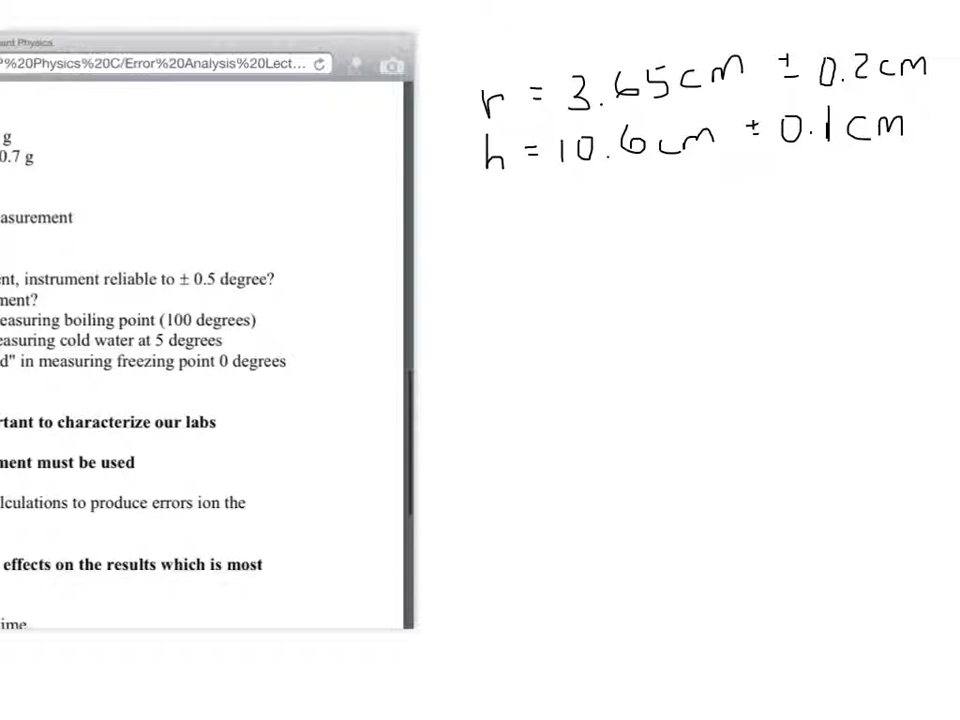 ant Physics
P%20Physics%20C/Error%20Analysis%20Lect...
r = 3.65cm ± 0.2cm
h = 10.6cm ± 0.1cm
g
0.7 g
asurement
nt, instrument reliable to ± 0.5 degree?
ment?
easuring boiling point (100 degrees)
easuring cold water at 5 degrees
d" in measuring freezing point 0 degrees
rtant to characterize our labs
ment must be used
lculations to produce errors ion the
effects on the results which is most
ime